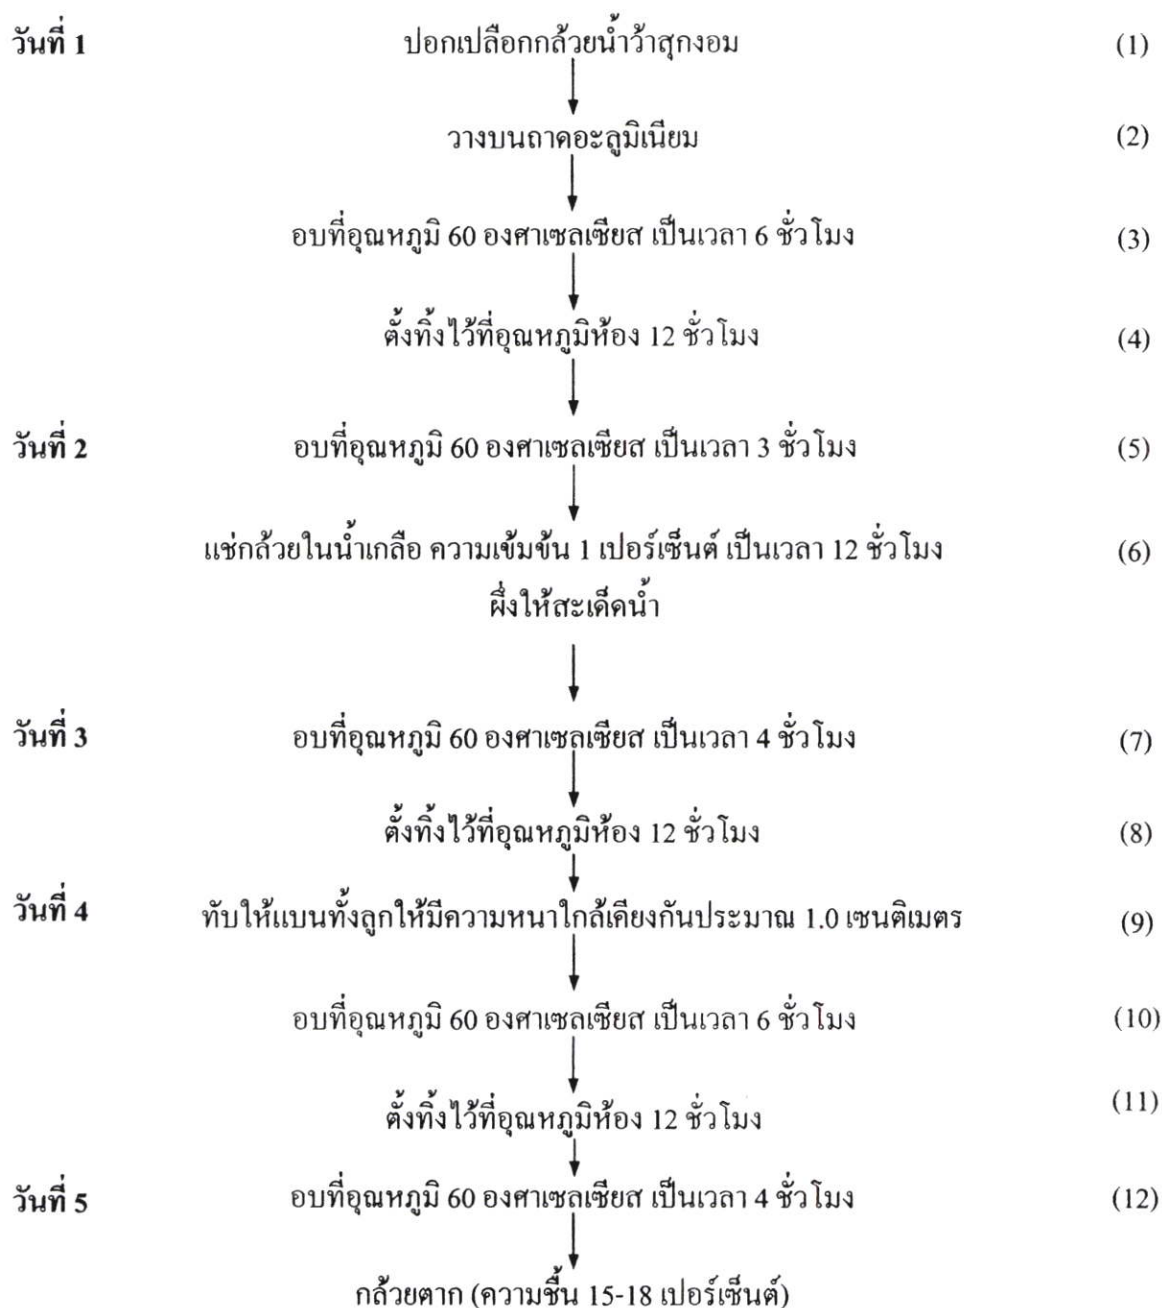 วันที่ 1 ปอกเปลือกกล้วยน้ำว้าสุกงอม (1)
วางบนถาดอะลูมิเนียม (2)
อบที่อุณหภูมิ 60 องศาเซลเซียส เป็นเวลา 6 ชั่วโมง (3)
ตั้งทิ้งไว้ที่อุณหภูมิห้อง 12 ชั่วโมง (4)
วันที่ 2 อบที่อุณหภูมิ 60 องศาเซลเซียส เป็นเวลา 3 ชั่วโมง (5)
แช่กล้วยในน้ำเกลือ ความเข้มข้น 1 เปอร์เซ็นต์ เป็นเวลา 12 ชั่วโมง (6)
ผึ่งให้สะเด็ดน้ำ
วันที่ 3 อบที่อุณหภูมิ 60 องศาเซลเซียส เป็นเวลา 4 ชั่วโมง (7)
ตั้งทิ้งไว้ที่อุณหภูมิห้อง 12 ชั่วโมง (8)
วันที่ 4 ทับให้แบนทั้งลูกให้มีความหนาใกล้เคียงกันประมาณ 1.0 เซนติเมตร (9)
อบที่อุณหภูมิ 60 องศาเซลเซียส เป็นเวลา 6 ชั่วโมง (10)
ตั้งทิ้งไว้ที่อุณหภูมิห้อง 12 ชั่วโมง (11)
วันที่ 5 อบที่อุณหภูมิ 60 องศาเซลเซียส เป็นเวลา 4 ชั่วโมง (12)
กล้วยตาก (ความชื้น 15-18 เปอร์เซ็นต์)